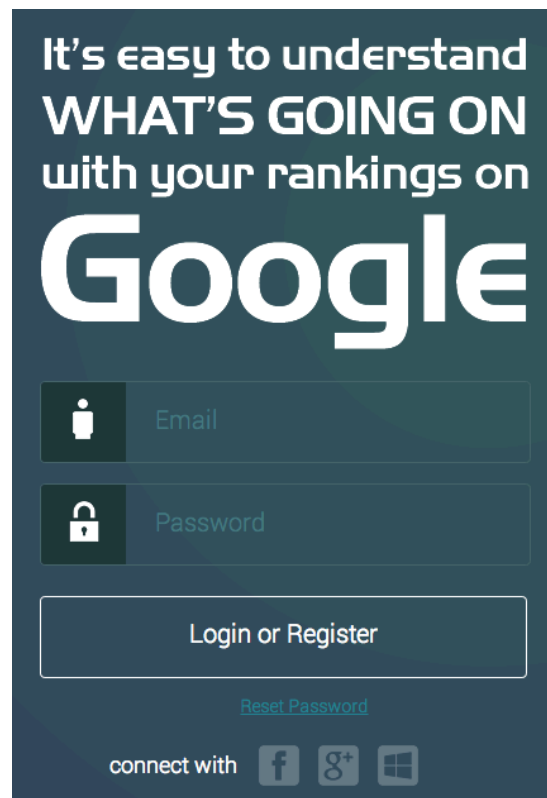 It's easy to understand
WHAT'S GOING ON
with your rankings on
Google
Email
Password
Login or Register
Reset Password
connect with f g+